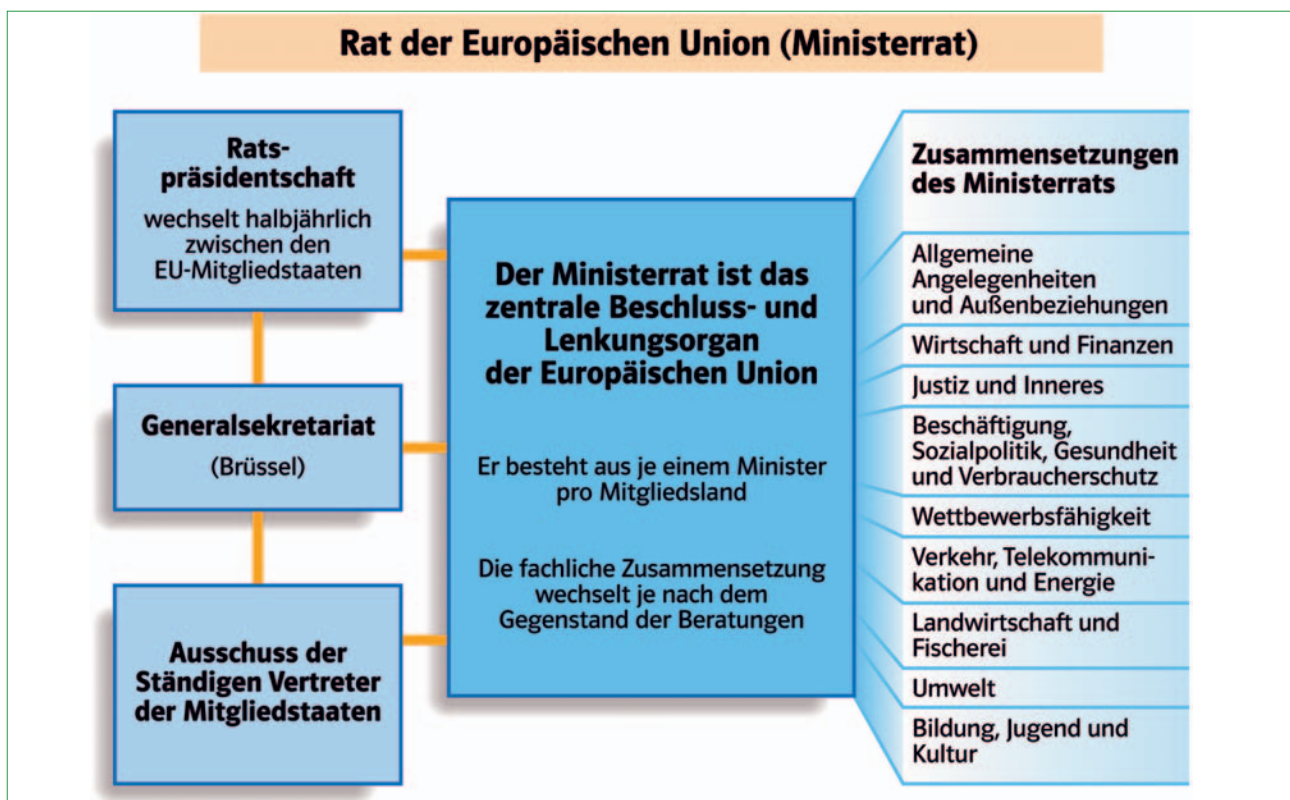 Rat der Europäischen Union (Ministerrat)
Rats-
präsidentschaft
wechselt halbjährlich
zwischen den
EU-Mitgliedstaaten
Generalsekretariat
(Brüssel)
Ausschuss der
Ständigen Vertreter
der Mitgliedstaaten
Der Ministerrat ist das
zentrale Beschluss- und
Lenkungsorgan
der Europäischen Union
Er besteht aus je einem Minister
pro Mitgliedsland
Die fachliche Zusammensetzung
wechselt je nach dem
Gegenstand der Beratungen
Zusammensetzungen
des Ministerrats
Allgemeine
Angelegenheiten
und Außenbeziehungen
Wirtschaft und Finanzen
Justiz und Inneres
Beschäftigung,
Sozialpolitik, Gesundheit
und Verbraucherschutz
Wettbewerbsfähigkeit
Verkehr, Telekommuni-
kation und Energie
Landwirtschaft und
Fischerei
Umwelt
Bildung, Jugend und
Kultur